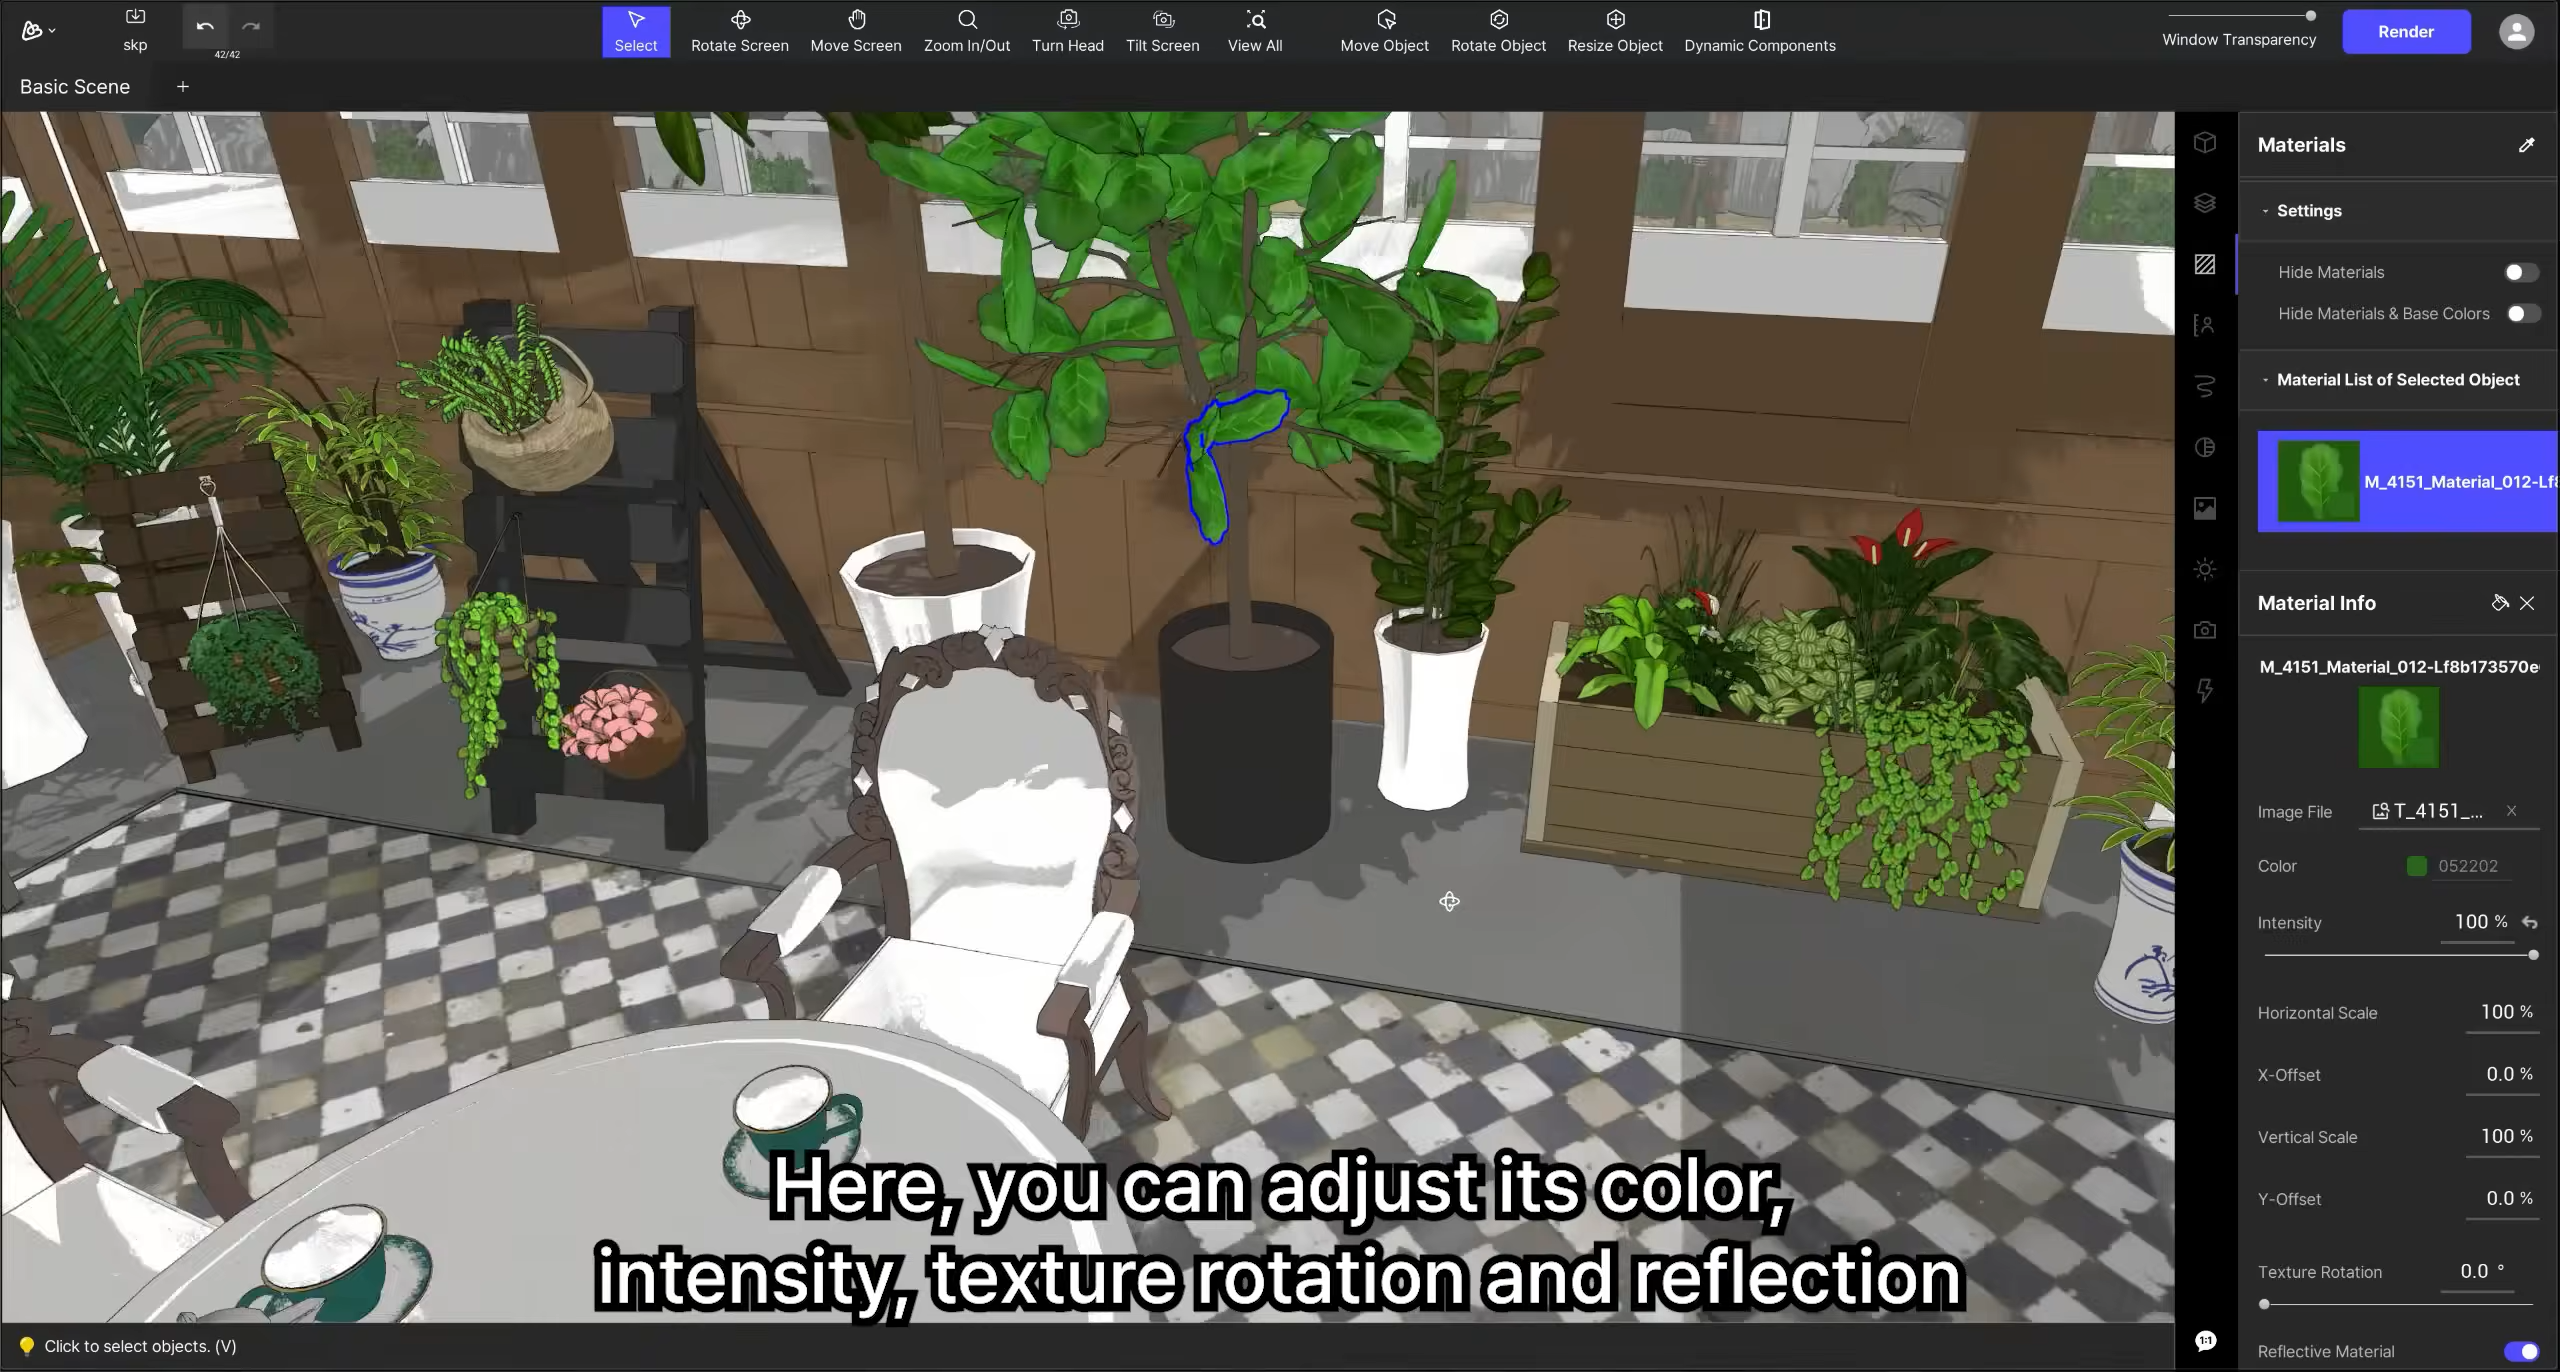 skp
42/42
Select
Rotate Screen
Move Screen
Zoom In/Out
Turn Head
Tilt Screen
View All
Move Object
Rotate Object
Resize Object
Dynamic Components
Window Transparency
Render
Basic Scene
+
Materials
Settings
Hide Materials
Hide Materials & Base Colors
Material List of Selected Object
M_4151_Material_012-Lf8
Material Info
M_4151_Material_012-Lf8b173570e
Image File T_4151_... X
Color 052202
Intensity 100 %
Horizontal Scale 100 %
X-Offset 0.0 %
Vertical Scale 100 %
Y-Offset 0.0 %
Texture Rotation 0.0 °
Reflective Material
Here, you can adjust its color,
intensity, texture rotation and reflection
Click to select objects. (V)
1:1